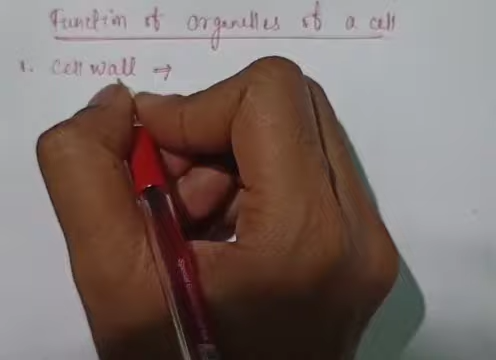 Function of organelles of a cell
1. Cell wall ⇒